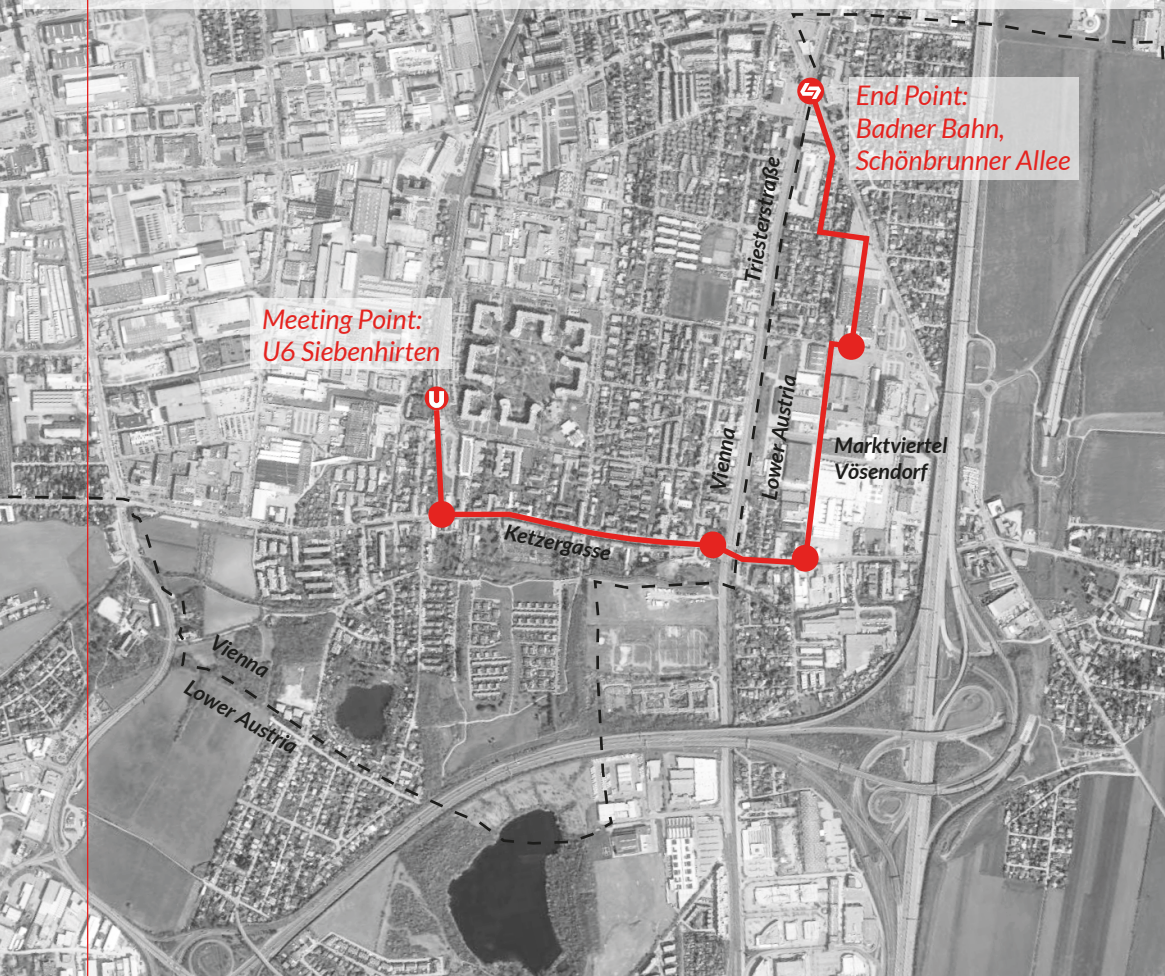 End Point:
Badner Bahn,
Schönbrunner Allee
Triesterstraße
Meeting Point:
U6 Siebenhirten
U
Vienna
Lower Austria
Marktviertel
Vösendorf
Ketzergasse
Vienna
Lower Austria